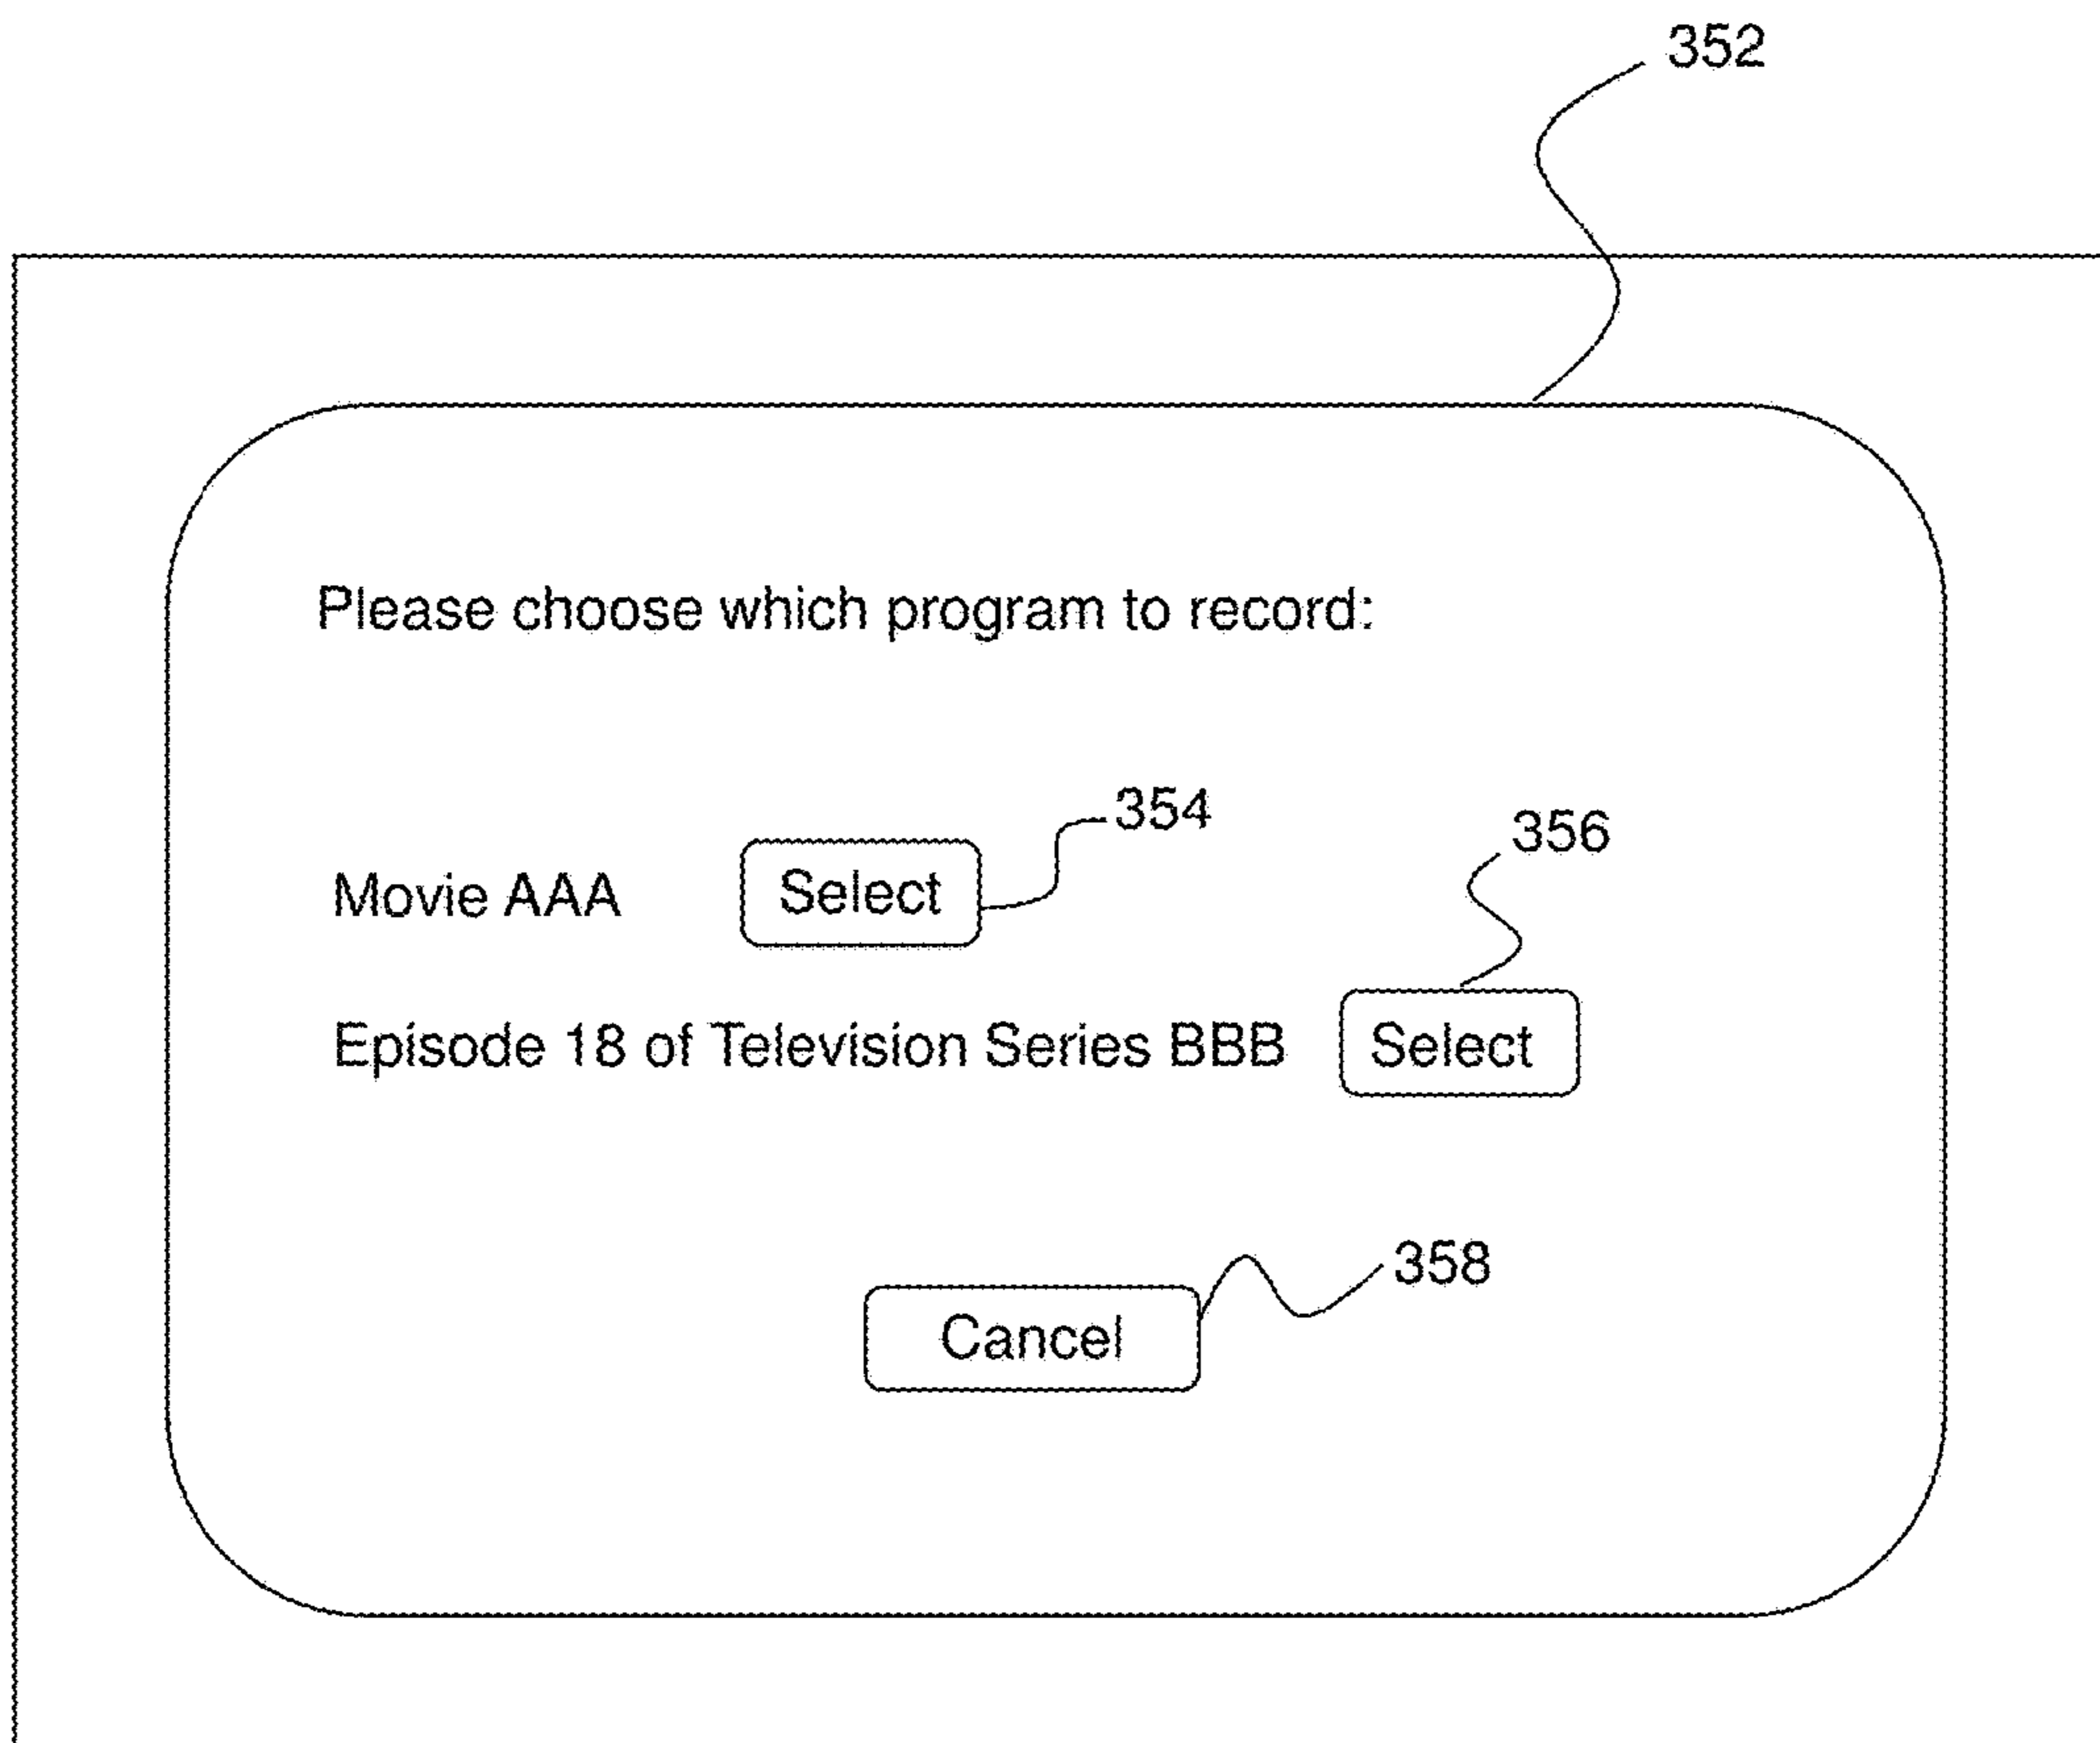 352
Please choose which program to record:
354
356
Movie AAA Select
Episode 18 of Television Series BBB Select
358
Cancel